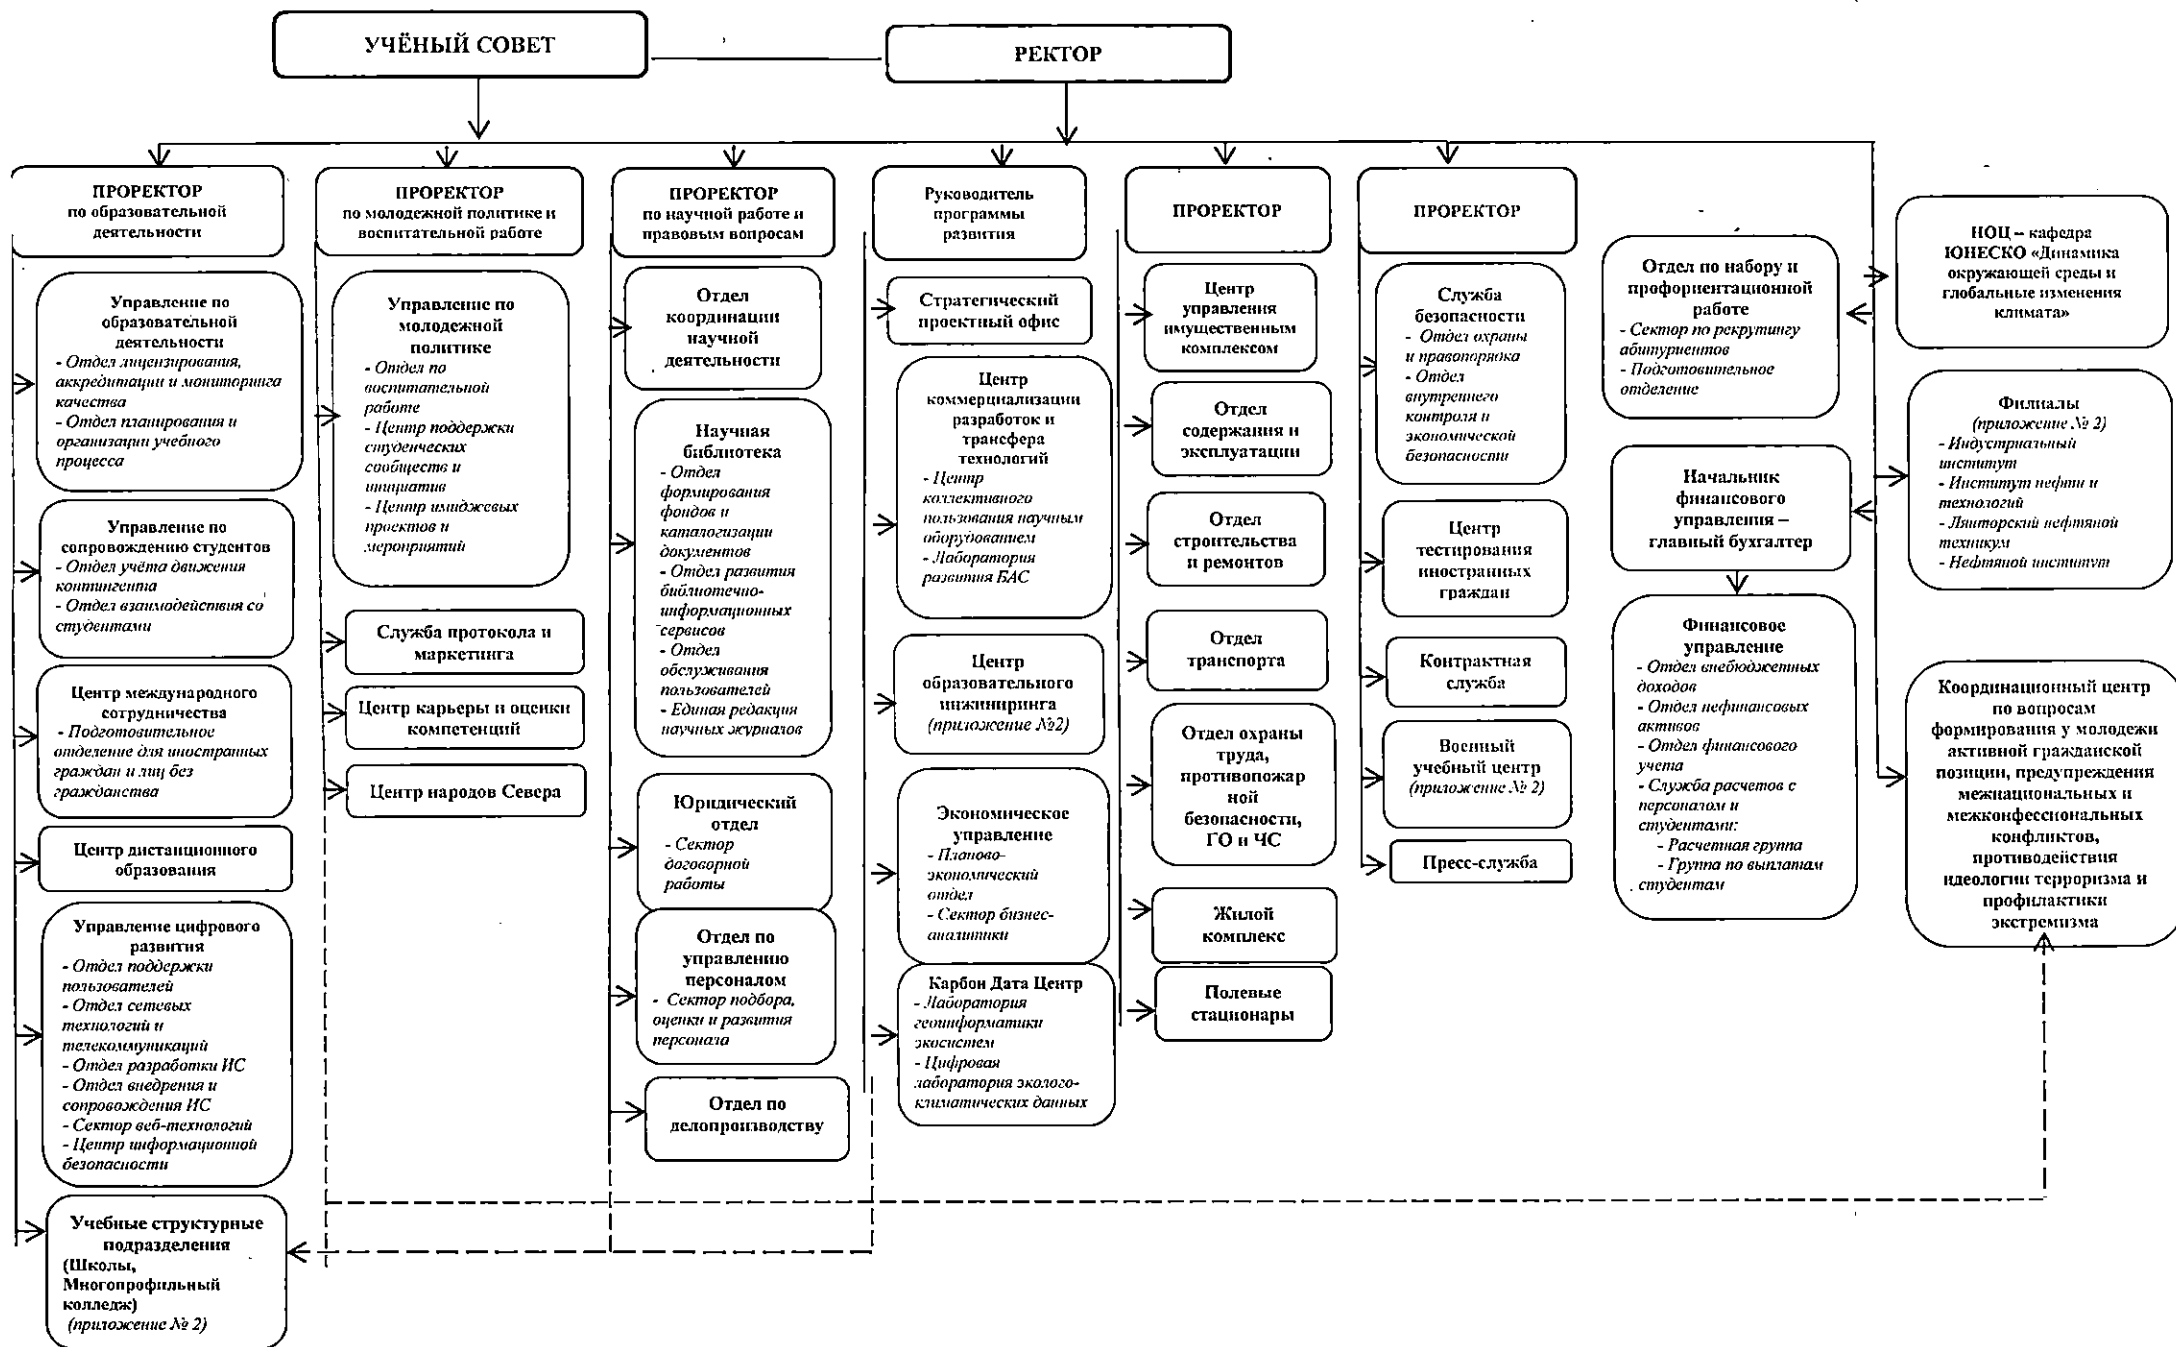 УЧЁНЫЙ СОВЕТ
РЕКТОР
ПРОРЕКТОР
по образовательной
деятельности
Управление по
образовательной
деятельности
- Отдел лицензирования,
аккредитации и мониторинга
качества
- Отдел планирования и
организации учебного
процесса
Управление по
сопровождению студентов
- Отдел учёта движения
контингента
- Отдел взаимодействия со
студентами
Центр международного
сотрудничества
- Подготовительное
отделение для иностранных
граждан и лиц без
гражданства
Центр дистанционного
образования
Управление цифрового
развития
- Отдел поддержки
пользователей
- Отдел сетевых
технологий и
телекоммуникаций
- Отдел разработки ИС
- Отдел внедрения и
сопровождения ИС
- Сектор веб-технологий
- Центр информационной
безопасности
Учебные структурные
подразделения
(Школы,
Многопрофильный
колледж)
(приложение № 2)
ПРОРЕКТОР
по молодежной политике и
воспитательной работе
Управление по
молодежной
политике
- Отдел по
воспитательной
работе
- Центр поддержки
студенческих
сообществ и
инициатив
- Центр имиджевых
проектов и
мероприятий
Служба протокола и
маркетинга
Центр карьеры и оценки
компетенций
Центр народов Севера
ПРОРЕКТОР
по научной работе и
правовым вопросам
Отдел
координации
научной
деятельности
Научная
библиотека
- Отдел
формирования
фондов и
каталогизации
документов
- Отдел развития
библиотечно-
информационных
сервисов
- Отдел
обслуживания
пользователей
- Единая редакция
научных журналов
Юридический
отдел
- Сектор
договорной
работы
Отдел по
управлению
персоналом
- Сектор подбора,
оценки и развития
персонала
Отдел по
делопроизводству
Руководитель
программы
развития
Стратегический
проектный офис
Центр
коммерциализации
разработок и
трансфера
технологий
- Центр
коллективного
пользования научным
оборудованием
- Лаборатория
развития БАС
Центр
образовательного
инжиниринга
(приложение №2)
Экономическое
управление
- Планово-
экономический
отдел
- Сектор бизнес-
аналитики
Карбон Дата Центр
- Лаборатория
геоинформатики
экосистем
- Цифровая
лаборатория эколого-
климатических данных
ПРОРЕКТОР
Центр
управления
имущественным
комплексом
Отдел
содержания и
эксплуатации
Отдел
строительства
и ремонтов
Отдел
транспорта
Отдел охраны
труда,
противопожар
ной
безопасности,
ГО и ЧС
Жилой
комплекс
Полевые
стационары
ПРОРЕКТОР
Служба
безопасности
- Отдел охраны
и правопорядка
- Отдел
внутреннего
контроля и
экономической
безопасности
Центр
тестирования
иностранных
граждан
Контрактная
служба
Военный
учебный центр
(приложение № 2)
Пресс-служба
Отдел по набору и
профориентационной
работе
- Сектор по рекрутингу
абитуриентов
- Подготовительное
отделение
Начальник
финансового
управления –
главный бухгалтер
Финансовое
управление
- Отдел внебюджетных
доходов
- Отдел нефинансовых
активов
- Отдел финансового
учета
- Служба расчетов с
персоналом и
студентами:
- Расчетная группа
- Группа по выплатам
студентам
НОЦ – кафедра
ЮНЕСКО «Динамика
окружающей среды и
глобальные изменения
климата»
Филиалы
(приложение № 2)
- Индустриальный
институт
- Институт нефти и
технологий
- Лянторский нефтяной
техникум
- Нефтяной институт
Координационный центр
по вопросам
формирования у молодежи
активной гражданской
позиции, предупреждения
межнациональных и
межконфессиональных
конфликтов,
противодействия
идеологии терроризма и
профилактики
экстремизма